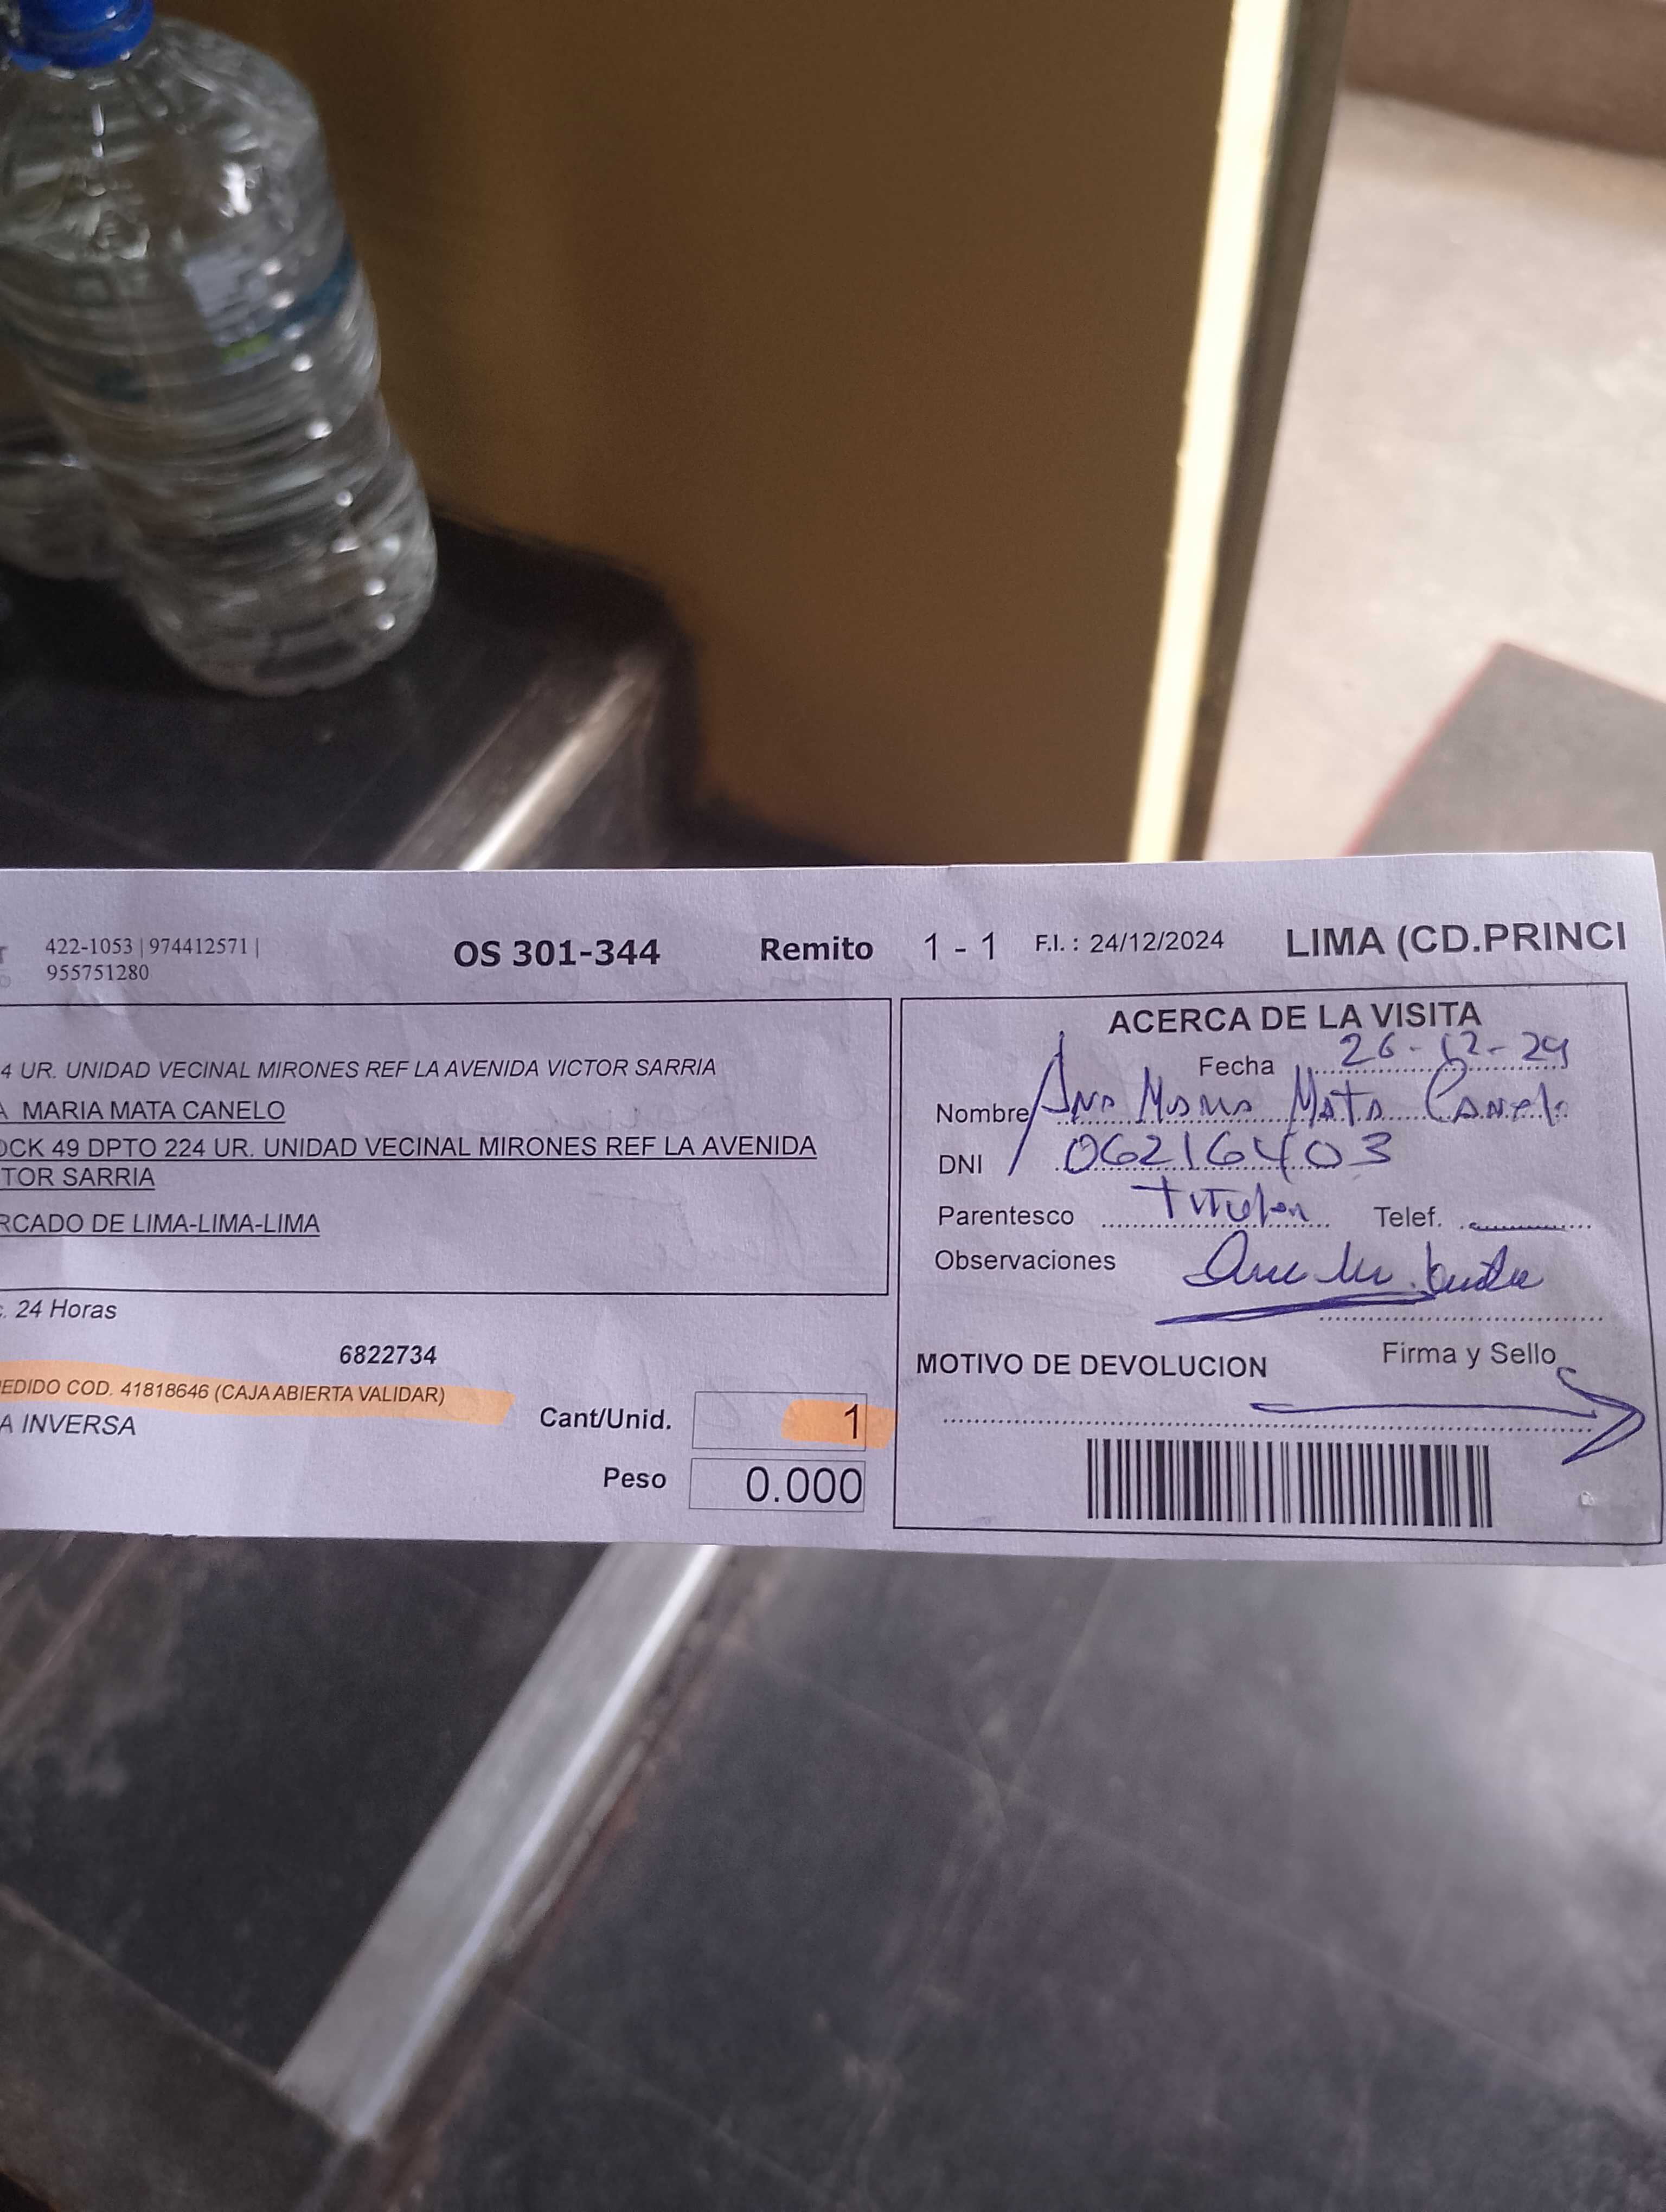 422-1053 | 974412571 |
955751280
OS 301-344
Remito 1 - 1
F.I. : 24/12/2024
LIMA (CD.PRINCI
4 UR. UNIDAD VECINAL MIRONES REF LA AVENIDA VICTOR SARRIA
A MARIA MATA CANELO
OCK 49 DPTO 224 UR. UNIDAD VECINAL MIRONES REF LA AVENIDA
TOR SARRIA
RCADO DE LIMA-LIMA-LIMA
. 24 Horas
6822734
EDIDO COD. 41818646 (CAJA ABIERTA VALIDAR)
A INVERSA
Cant/Unid. 1
Peso 0.000
ACERCA DE LA VISITA
Fecha 26-12-24
Nombre Ana Maria Mata Canelo
DNI 06216403
Parentesco Titular Telef.
Observaciones
Firma y Sello
MOTIVO DE DEVOLUCION